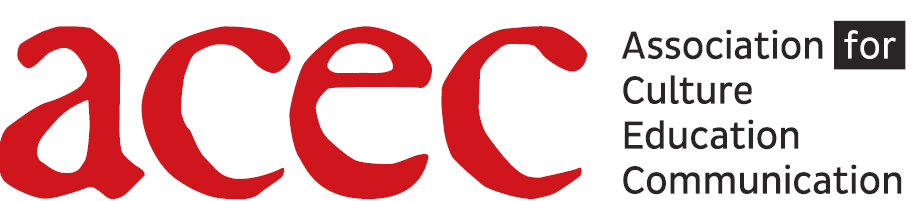 acec
Association for
Culture
Education
Communication